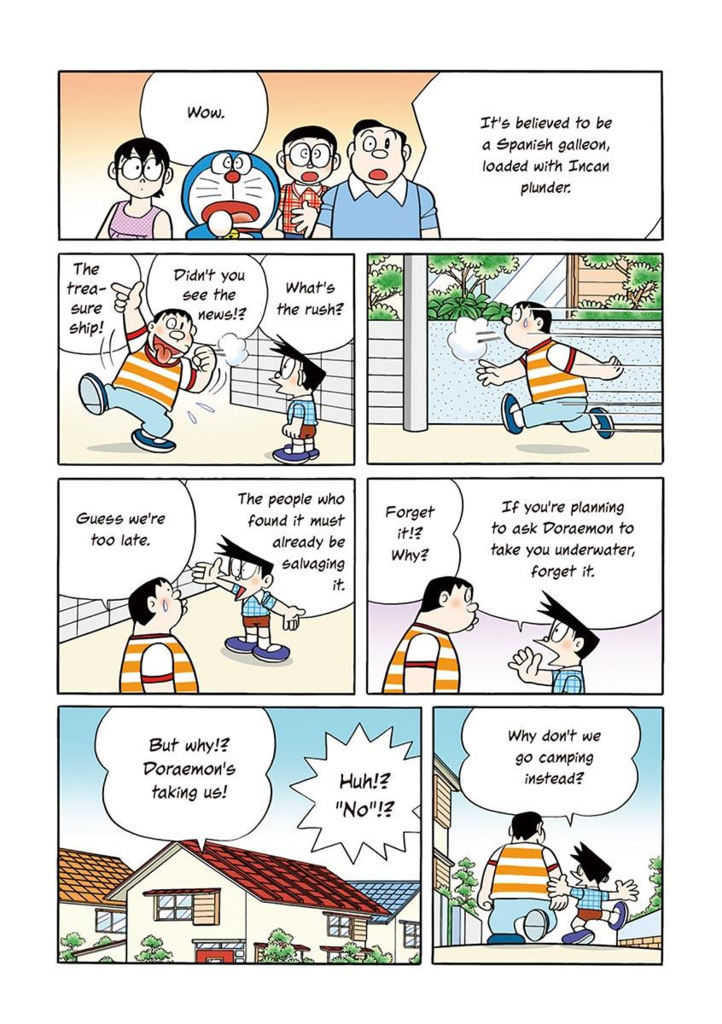 It's believed to be
a Spanish galleon,
loaded with Incan
plunder.
Wow.
What's
the rush?
Didn't you
see the
news!?
The
trea-
sure
ship!
If you're planning
to ask Doraemon to
take you underwater,
forget it.
Forget
it!?
Why?
The people who
found it must
already be
salvaging
it.
Guess we're
too late.
Why don't we
go camping
instead?
Huh!?
"No"!?
But why!?
Doraemon's
taking us!